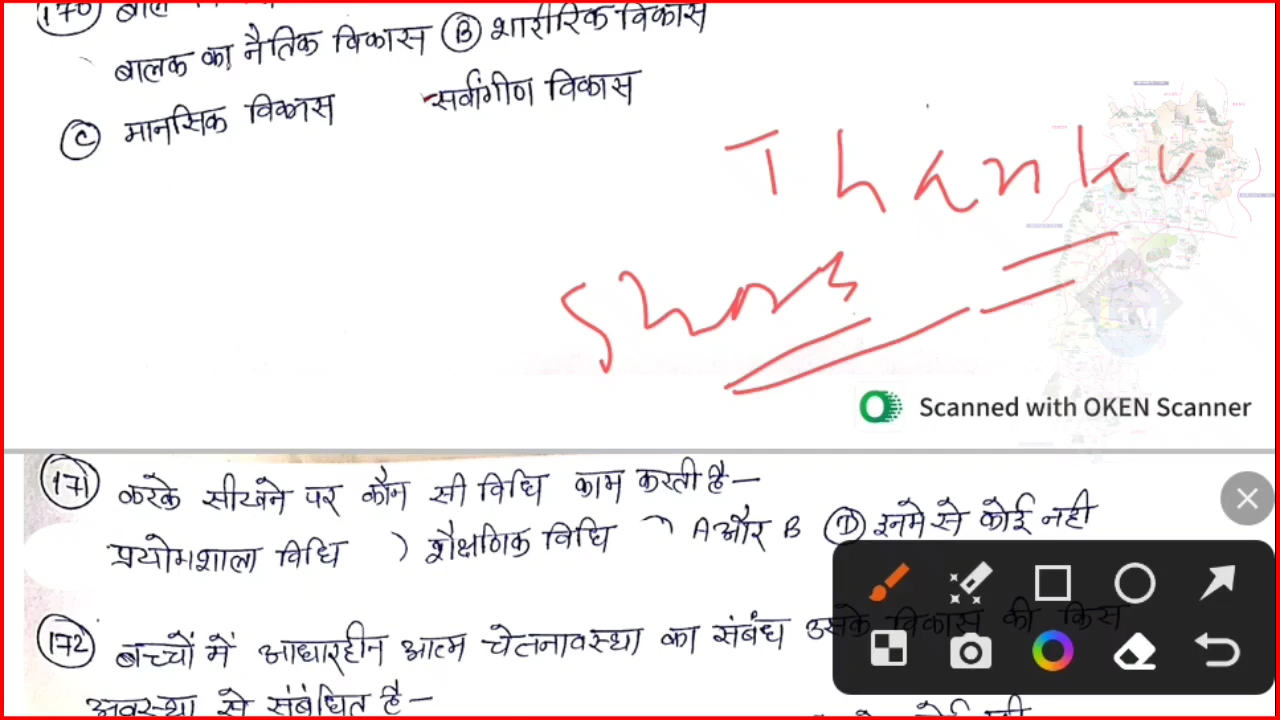 170 बाल
बालक का नैतिक विकास B शारीरिक विकास
C मानसिक विकास सर्वांगीण विकास
Thanku
Scanned with OKEN Scanner
171 करके सीखने पर कौन सी विधि काम करती है —
प्रयोगशाला विधि ) शैक्षणिक विधि A और B D इनमे से कोई नही
172 बच्चों में आधारहीन आत्म चेतनावस्था का संबंध उसके विकास की किस
अवस्था से संबंधित है —